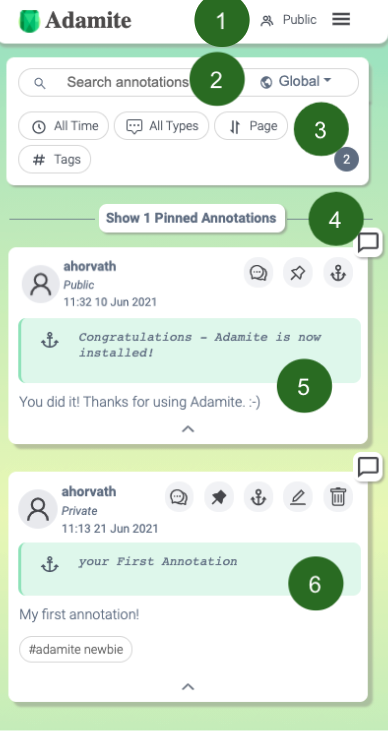 Adamite 1 Public
Search annotations 2 Global
All Time All Types Page 3
# Tags 2
Show 1 Pinned Annotations 4
ahorvath
Public
11:32 10 Jun 2021
Congratulations - Adamite is now
installed!
5
You did it! Thanks for using Adamite. :-)
ahorvath
Private
11:13 21 Jun 2021
your First Annotation
6
My first annotation!
#adamite newbie